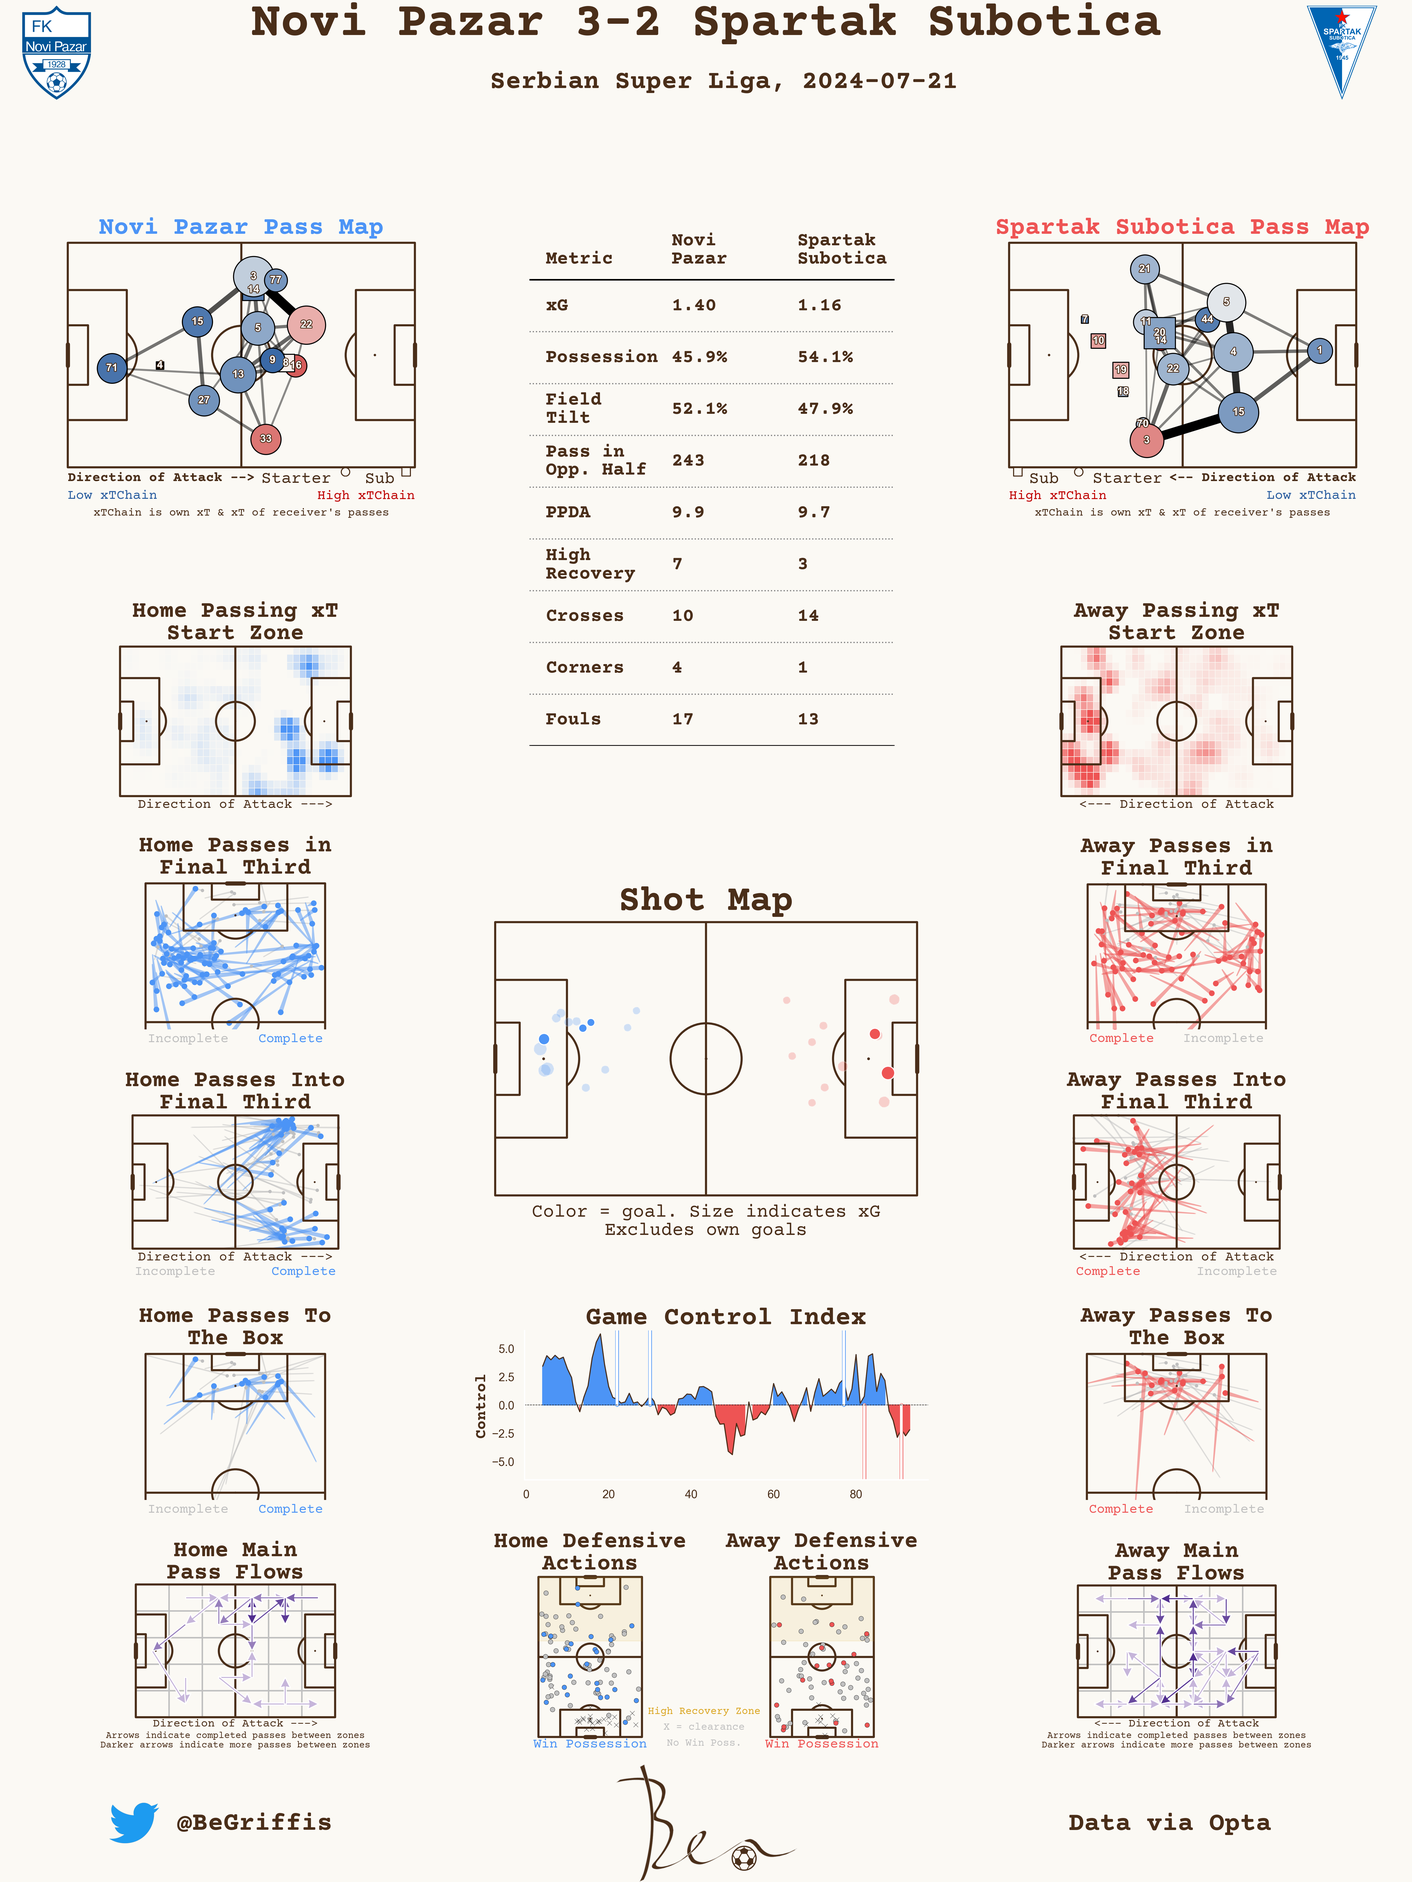 Novi Pazar 3-2 Spartak Subotica
Serbian Super Liga, 2024-07-21
FK
Novi Pazar
1928
SPARTAK
SUBOTICA
1945
Novi Pazar Pass Map
3
77
14
15
5
22
9
8
16
71
4
13
27
33
Direction of Attack --> Starter Sub
Low xTChain High xTChain
xTChain is own xT & xT of receiver's passes
Metric Novi Pazar Spartak Subotica
xG 1.40 1.16
Possession 45.9% 54.1%
Field Tilt 52.1% 47.9%
Pass in Opp. Half 243 218
PPDA 9.9 9.7
High Recovery 7 3
Crosses 10 14
Corners 4 1
Fouls 17 13
Spartak Subotica Pass Map
21
5
7
11
44
20
10
14
4
1
19
22
18
15
70
3
Sub Starter <-- Direction of Attack
High xTChain Low xTChain
xTChain is own xT & xT of receiver's passes
Home Passing xT
Start Zone
Direction of Attack --->
Away Passing xT
Start Zone
<--- Direction of Attack
Home Passes in
Final Third
Incomplete Complete
Away Passes in
Final Third
Complete Incomplete
Shot Map
Color = goal. Size indicates xG
Excludes own goals
Home Passes Into
Final Third
Direction of Attack --->
Incomplete Complete
Away Passes Into
Final Third
<--- Direction of Attack
Complete Incomplete
Home Passes To
The Box
Incomplete Complete
Game Control Index
Control
5.0
2.5
0.0
−2.5
−5.0
0 20 40 60 80
Away Passes To
The Box
Complete Incomplete
Home Main
Pass Flows
Direction of Attack --->
Arrows indicate completed passes between zones
Darker arrows indicate more passes between zones
Home Defensive
Actions
Win Possession
High Recovery Zone
X = clearance
No Win Poss.
Away Defensive
Actions
Win Possession
Away Main
Pass Flows
<--- Direction of Attack
Arrows indicate completed passes between zones
Darker arrows indicate more passes between zones
@BeGriffis
Ben
Data via Opta